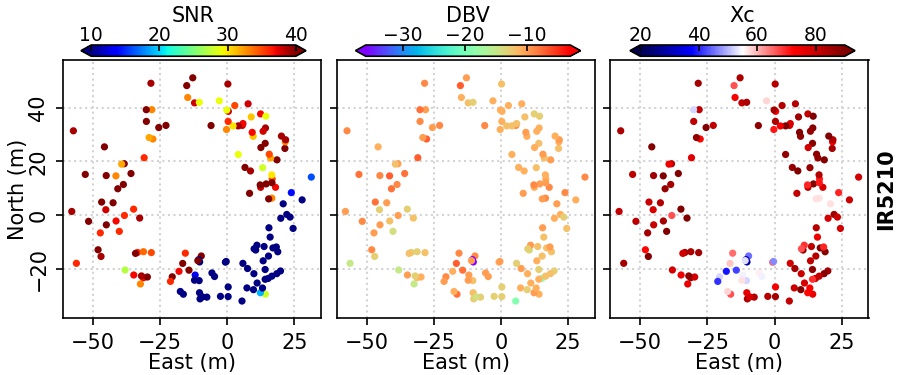 SNR DBV Xc
10 20 30 40 −30 −20 −10 20 40 60 80
North (m)
40
20
0
−20
−50 −25 0 25 −50 −25 0 25 −50 −25 0 25
East (m) East (m) East (m)
IR5210